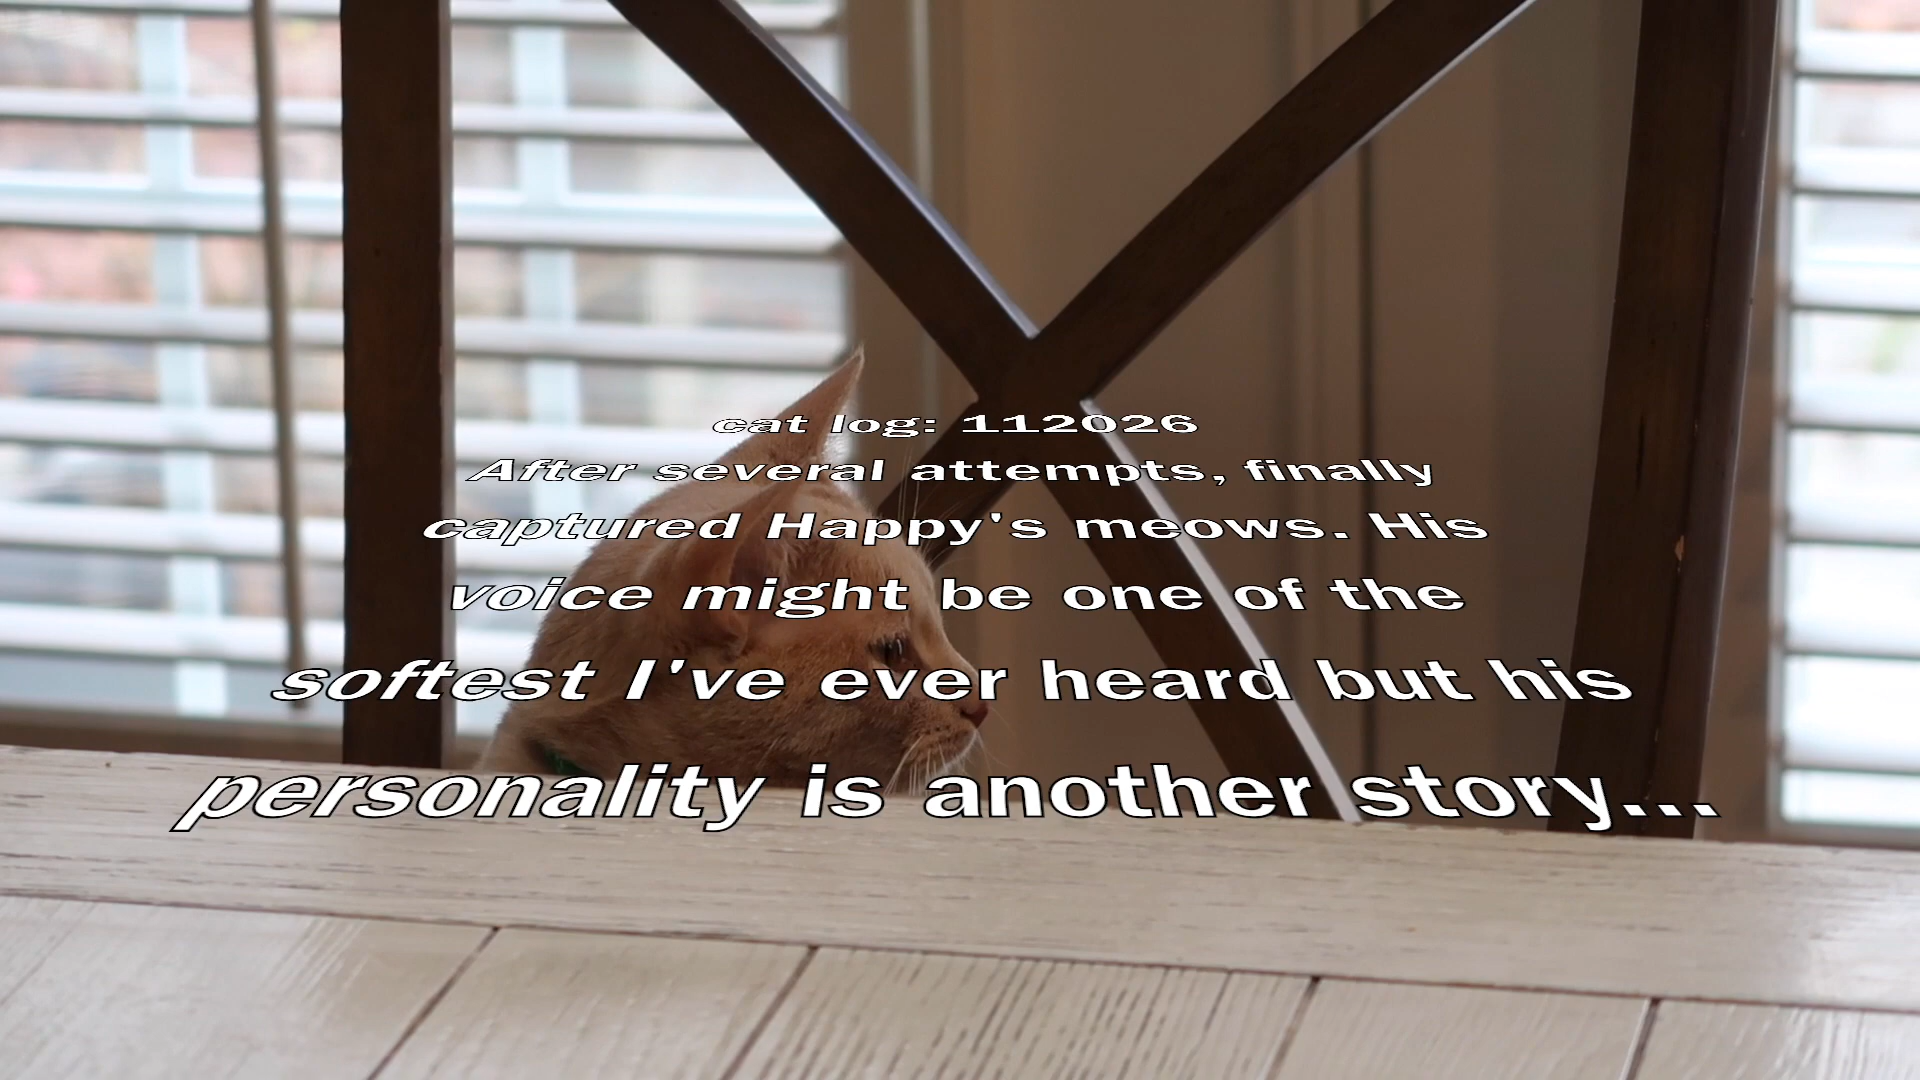 cat log: 112026
After several attempts, finally
captured Happy's meows. His
voice might be one of the
softest I've ever heard but his
personality is another story...